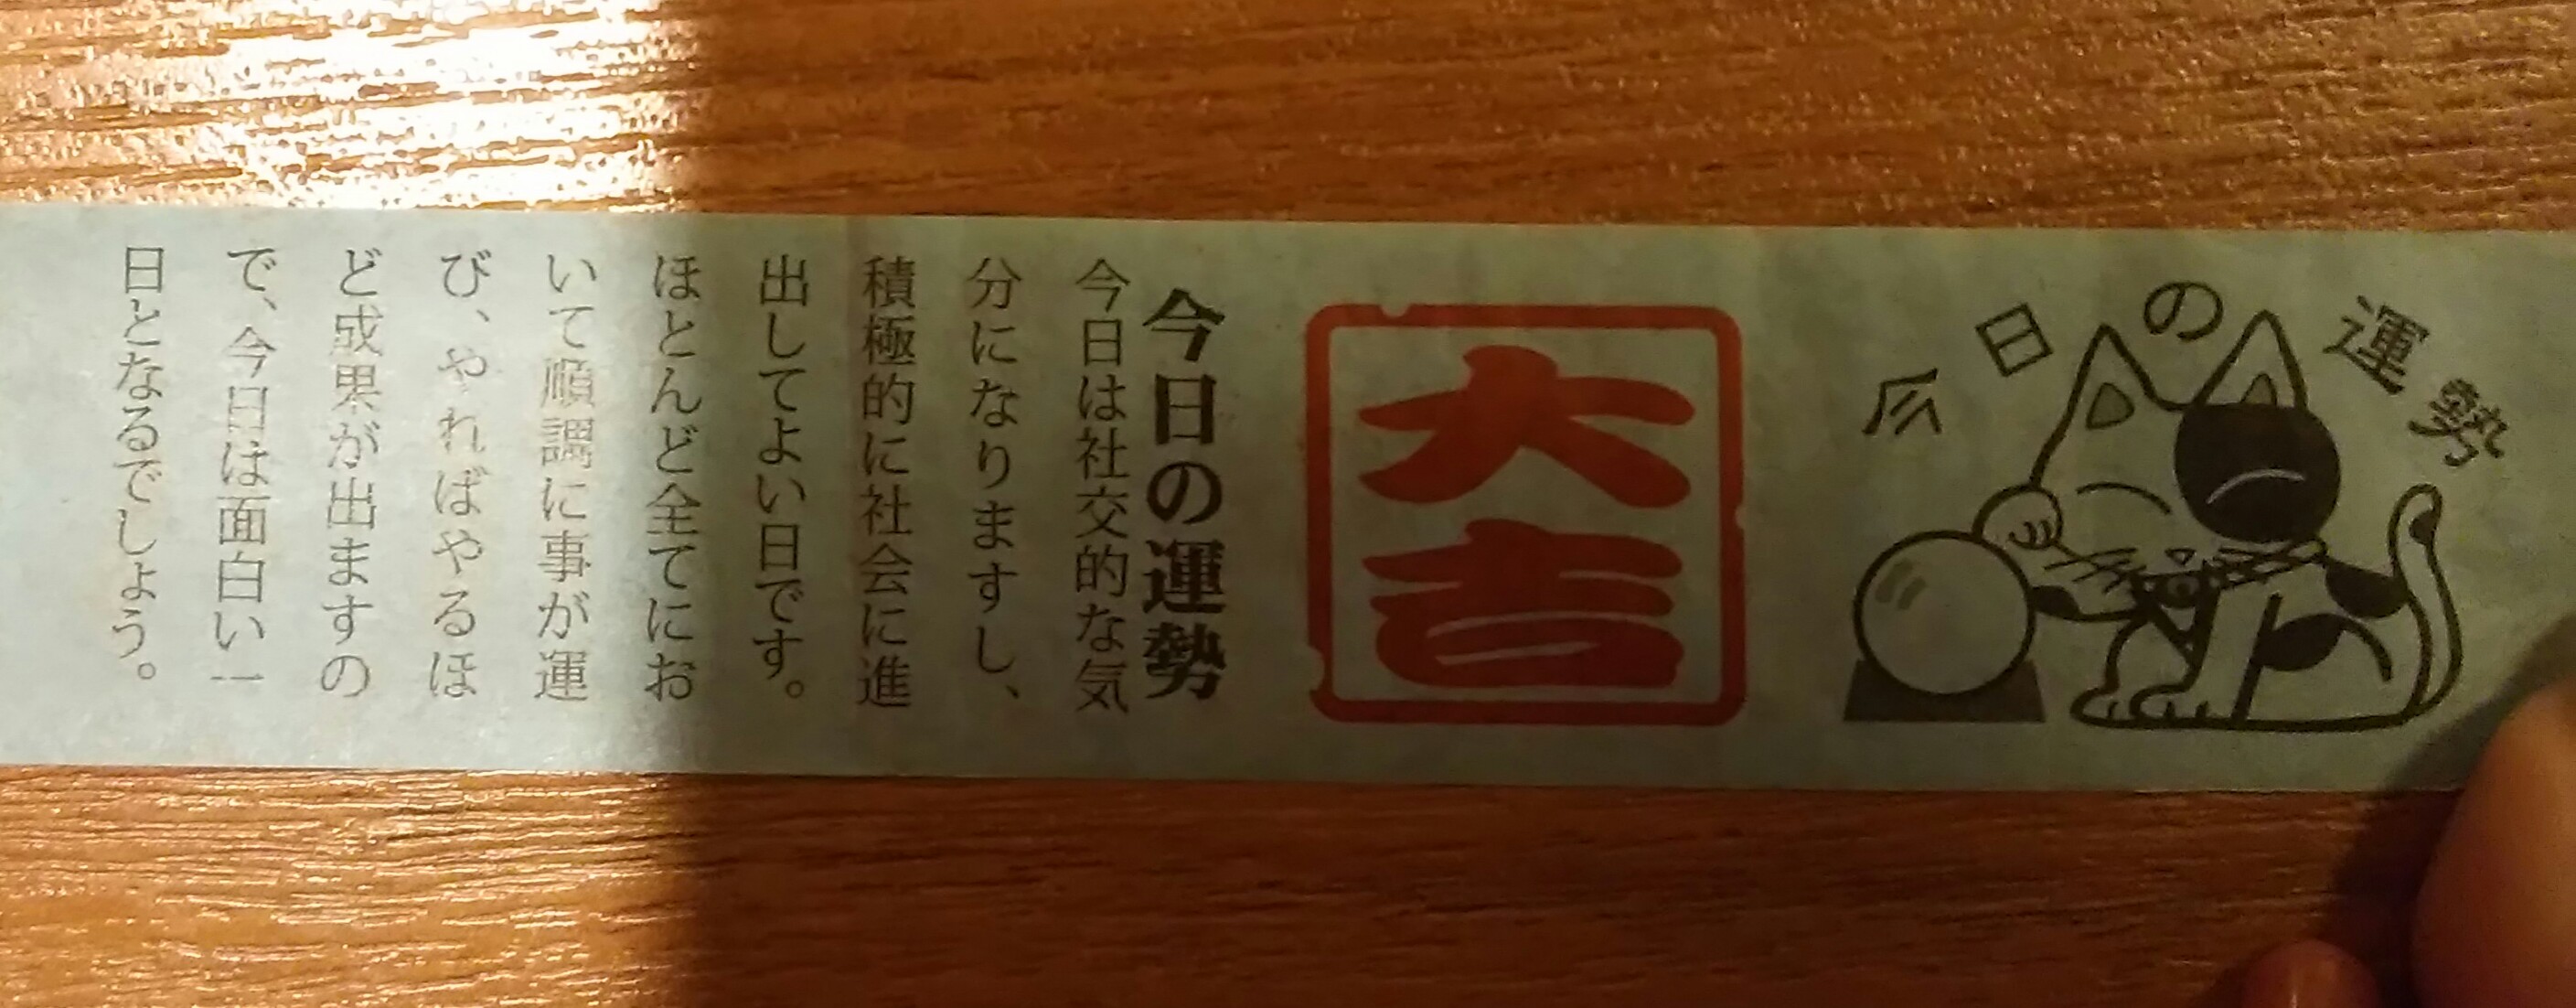 今日の運勢
大吉
今日の運勢
今日は社交的な気
分になりますし、
積極的に社会に進
出してよい日です。
ほとんど全てにお
いて順調に事が運
び、やればやるほ
ど成果が出ますの
で、今日は面白い一
日となるでしょう。